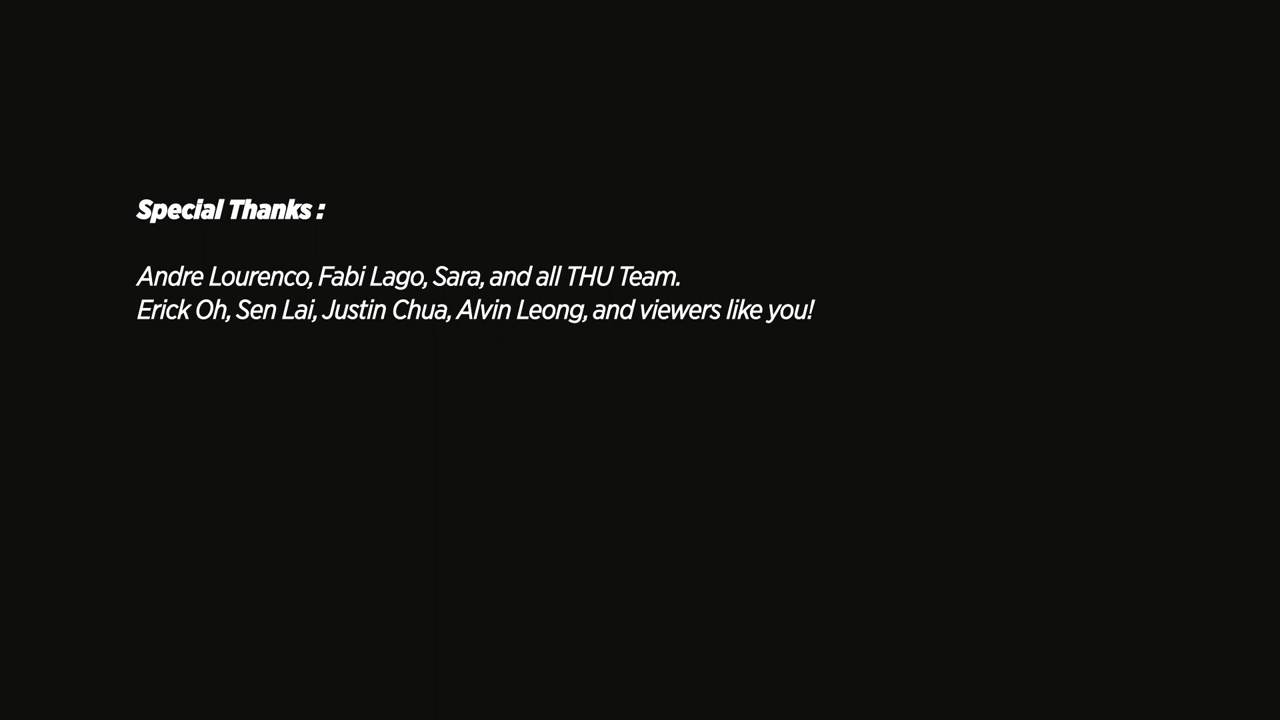 Special Thanks :
Andre Lourenco, Fabi Lago, Sara, and all THU Team.
Erick Oh, Sen Lai, Justin Chua, Alvin Leong, and viewers like you!